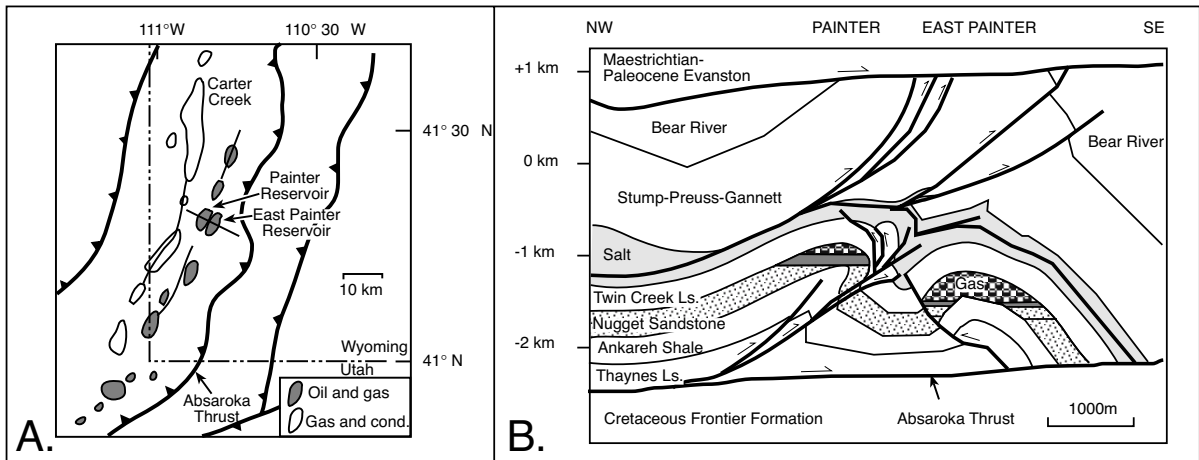 111° W
110° 30 W
Carter
Creek
41° 30 N
Painter
Reservoir
East Painter
Reservoir
10 km
Wyoming
41° N
Utah
Absaroka
Thrust
Oil and gas
Gas and cond.
A.
NW
PAINTER
EAST PAINTER
SE
+1 km
Maestrichtian-
Paleocene Evanston
Bear River
Bear River
0 km
Stump-Preuss-Gannett
-1 km
Salt
Gas
Twin Creek Ls.
Nugget Sandstone
Ankareh Shale
-2 km
Thaynes Ls.
Cretaceous Frontier Formation
Absaroka Thrust
1000m
B.